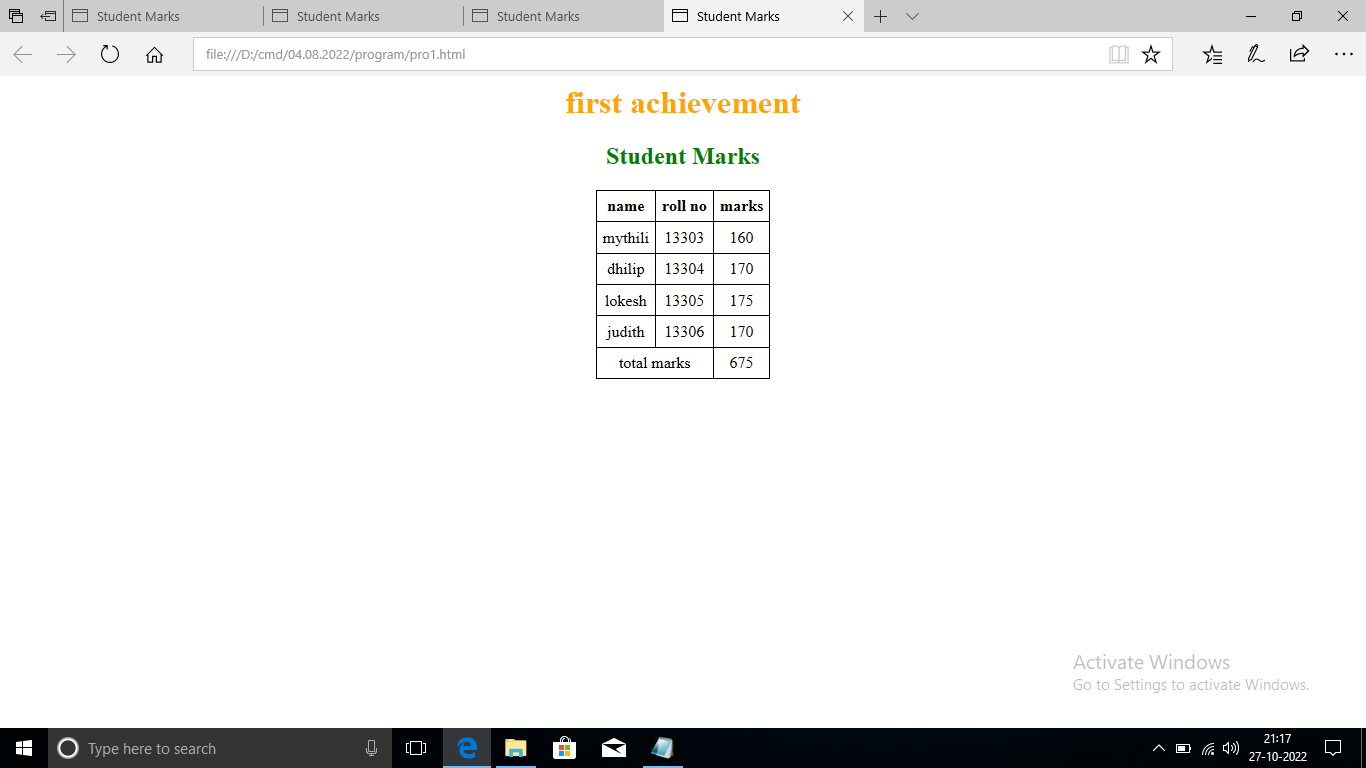 Student Marks
Student Marks
Student Marks
Student Marks
file:///D:/cmd/04.08.2022/program/pro1.html
first achievement
Student Marks
name roll no marks
mythili 13303 160
dhilip 13304 170
lokesh 13305 175
judith 13306 170
total marks 675
Activate Windows
Go to Settings to activate Windows.
Type here to search
21:17
27-10-2022